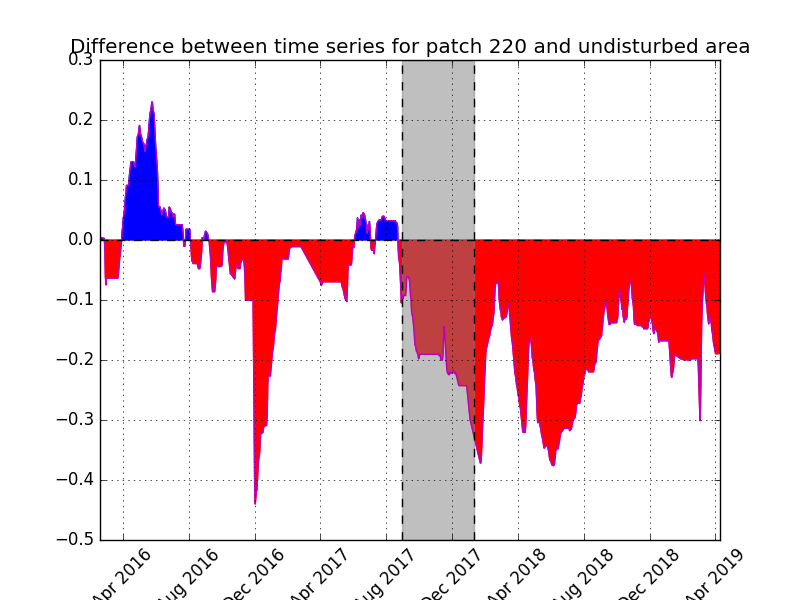 Difference between time series for patch 220 and undisturbed area
0.3
0.2
0.1
0.0
−0.1
−0.2
−0.3
−0.4
−0.5
Apr 2016
Aug 2016
Dec 2016
Apr 2017
Aug 2017
Dec 2017
Apr 2018
Aug 2018
Dec 2018
Apr 2019